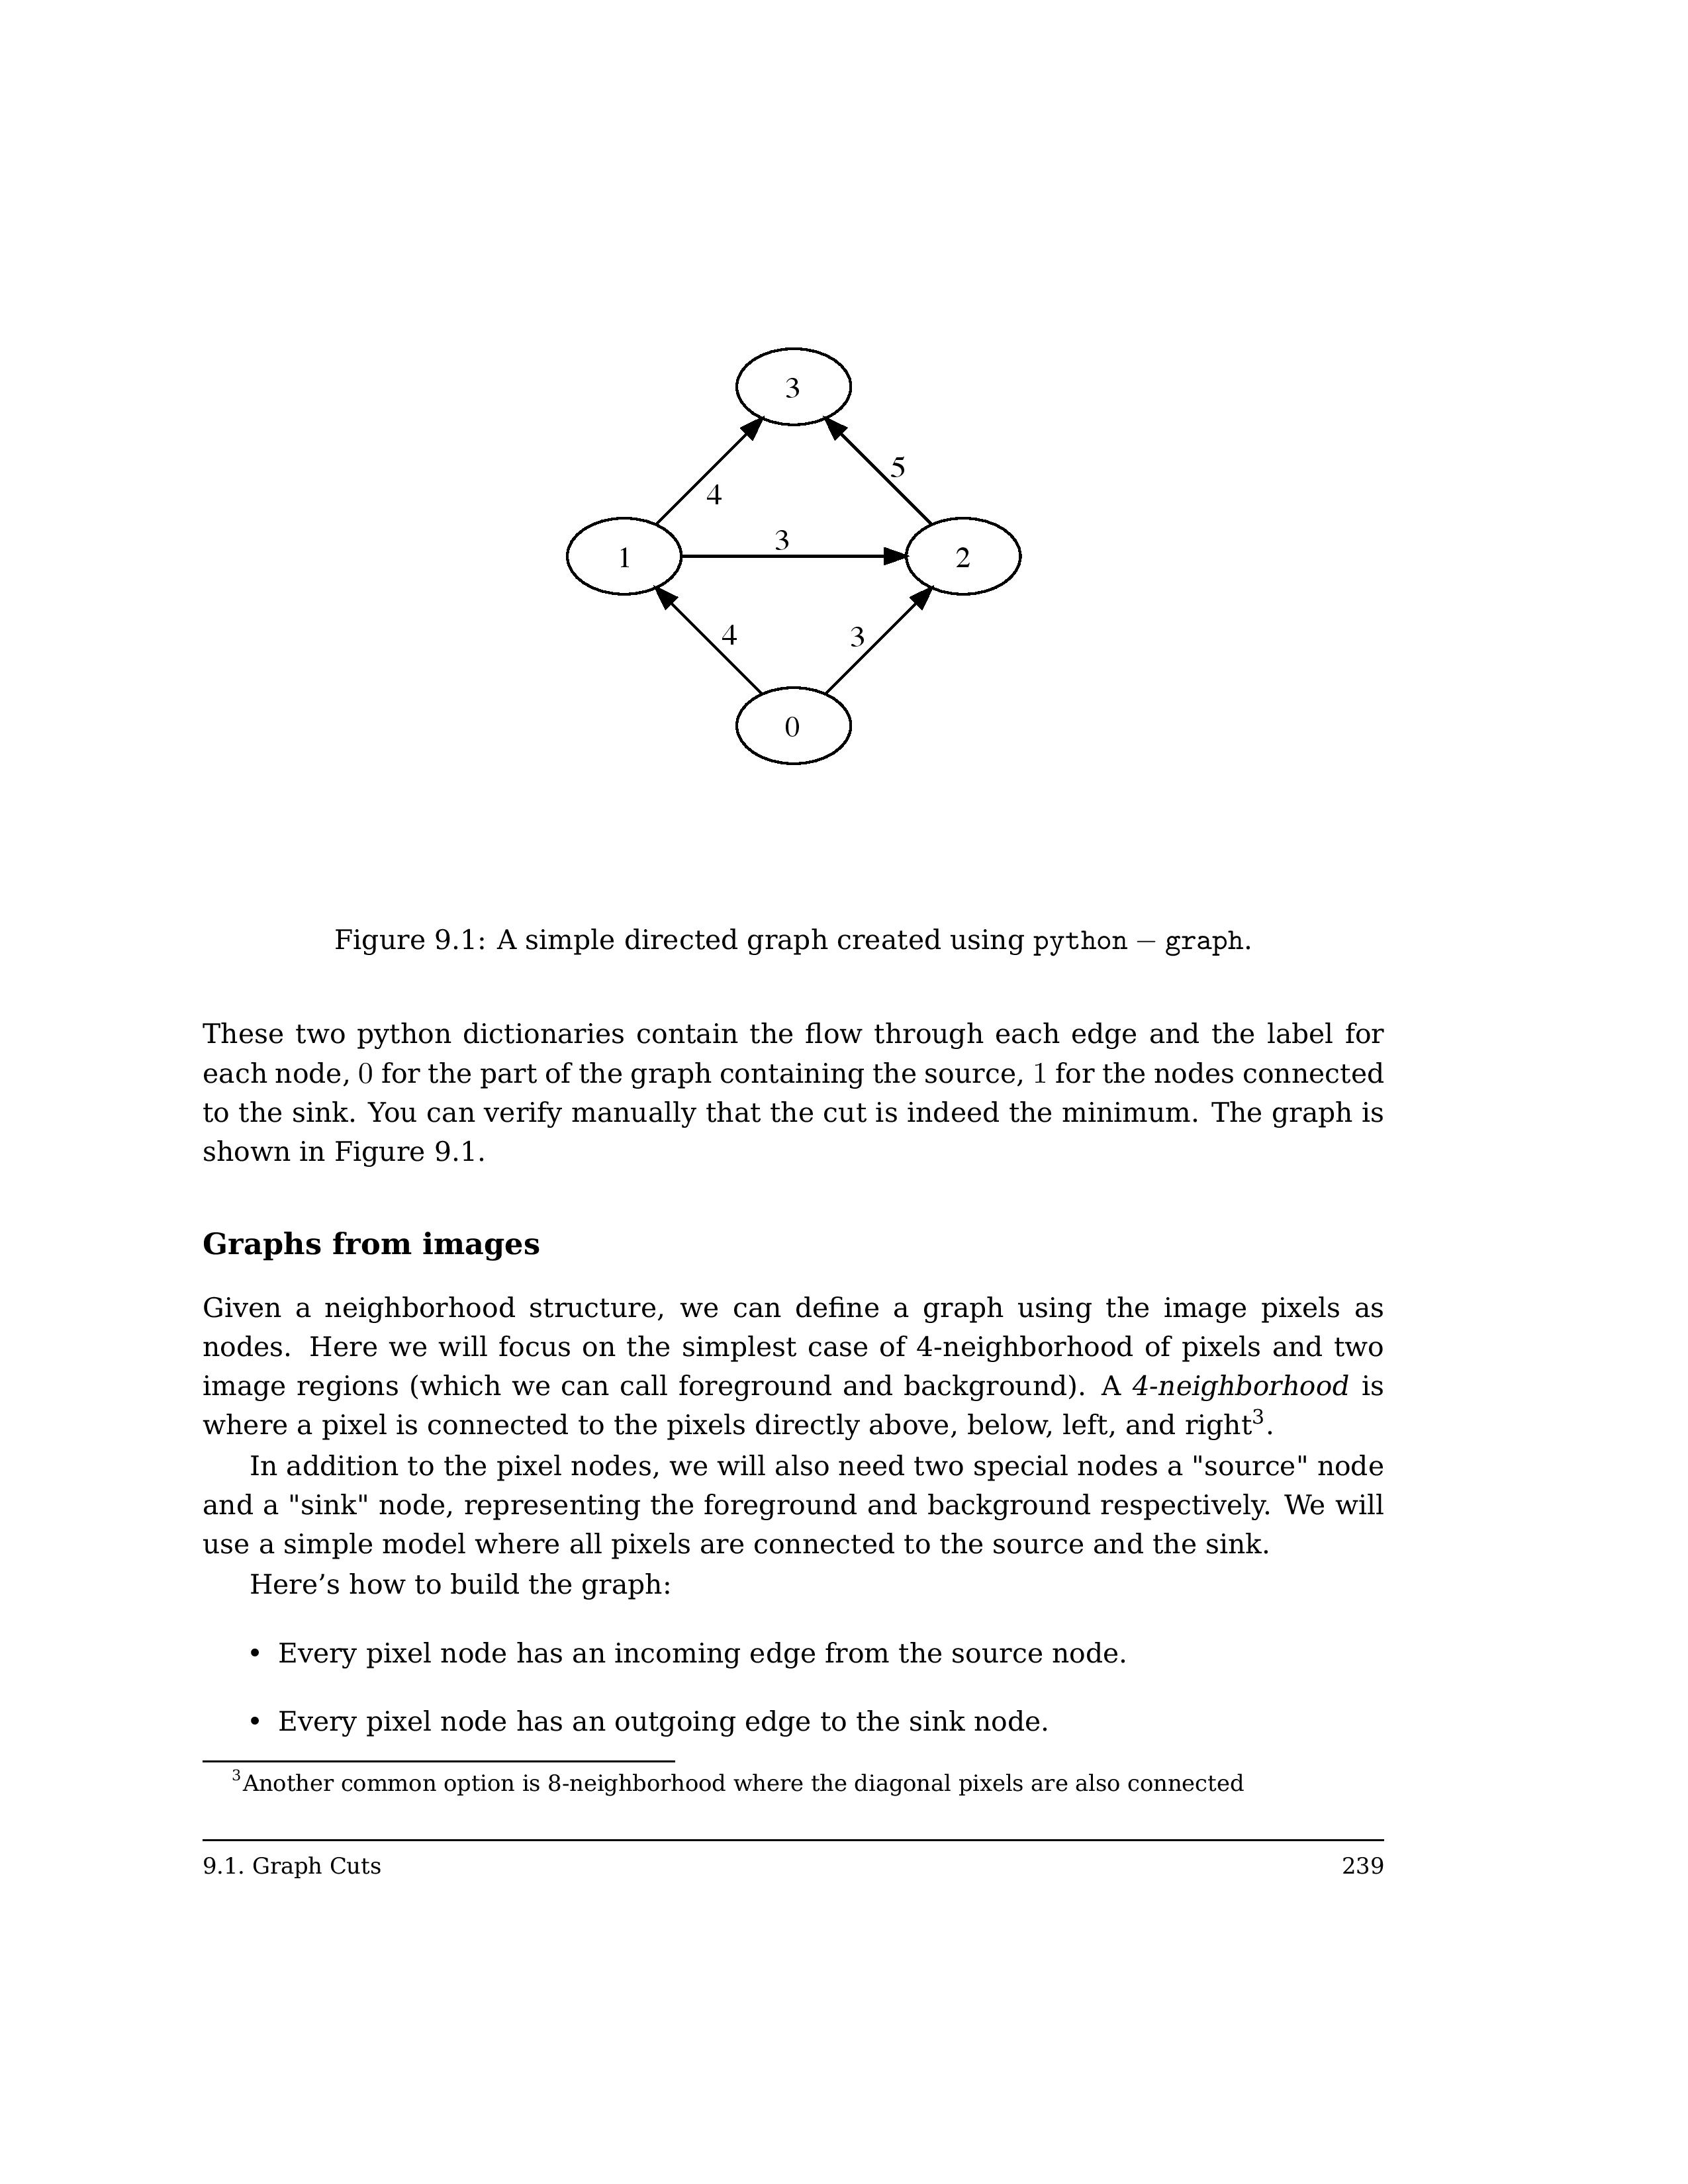 3
5
4
3
1
2
4
3
0
Figure 9.1: A simple directed graph created using python − graph.
These two python dictionaries contain the flow through each edge and the label for
each node, 0 for the part of the graph containing the source, 1 for the nodes connected
to the sink. You can verify manually that the cut is indeed the minimum. The graph is
shown in Figure 9.1.
Graphs from images
Given a neighborhood structure, we can define a graph using the image pixels as
nodes. Here we will focus on the simplest case of 4-neighborhood of pixels and two
image regions (which we can call foreground and background). A 4-neighborhood is
where a pixel is connected to the pixels directly above, below, left, and right3.
In addition to the pixel nodes, we will also need two special nodes a "source" node
and a "sink" node, representing the foreground and background respectively. We will
use a simple model where all pixels are connected to the source and the sink.
Here’s how to build the graph:
• Every pixel node has an incoming edge from the source node.
• Every pixel node has an outgoing edge to the sink node.
3Another common option is 8-neighborhood where the diagonal pixels are also connected
9.1. Graph Cuts 239